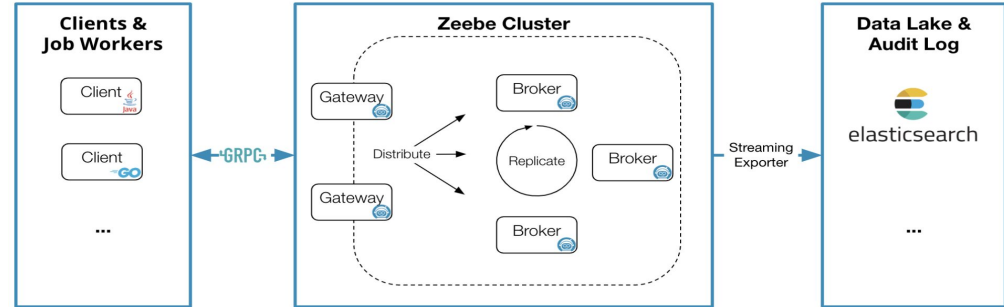 Clients &
Job Workers
Client
Java
Client
GO
...
GRPC
Zeebe Cluster
Gateway
Gateway
Distribute
Broker
Replicate
Broker
Broker
Streaming
Exporter
Data Lake &
Audit Log
elasticsearch
...